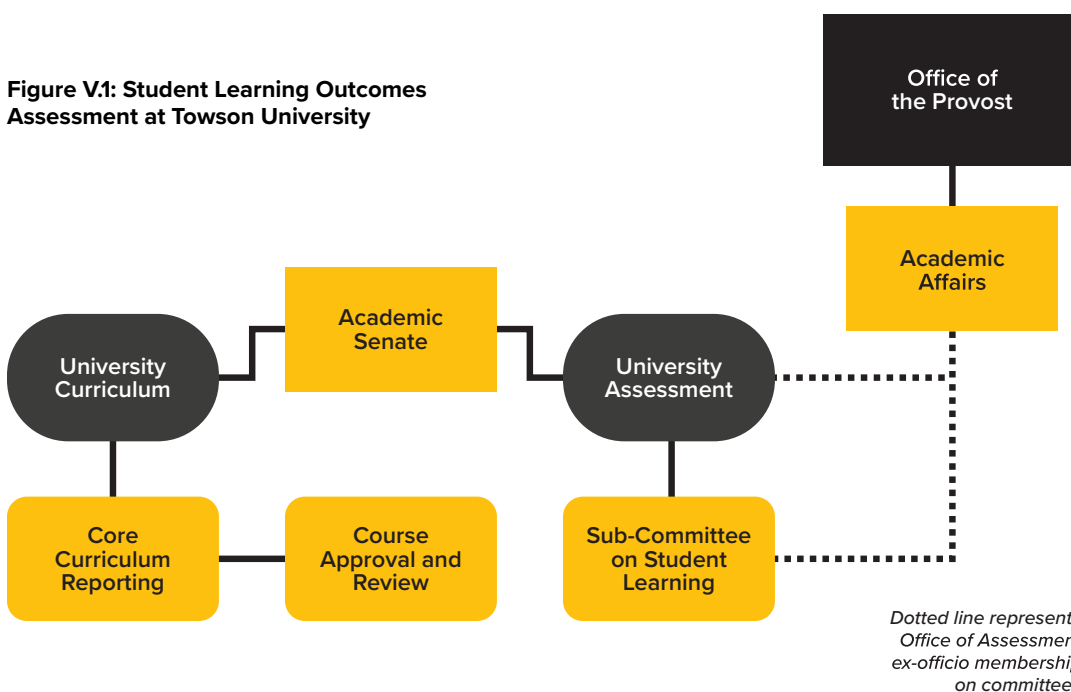 Figure V.1: Student Learning Outcomes
Assessment at Towson University
Office of
the Provost
Academic
Affairs
Academic
Senate
University
Curriculum
University
Assessment
Core
Curriculum
Reporting
Course
Approval and
Review
Sub-Committee
on Student
Learning
Dotted line represent
Office of Assessmen
ex-officio membership
on committee